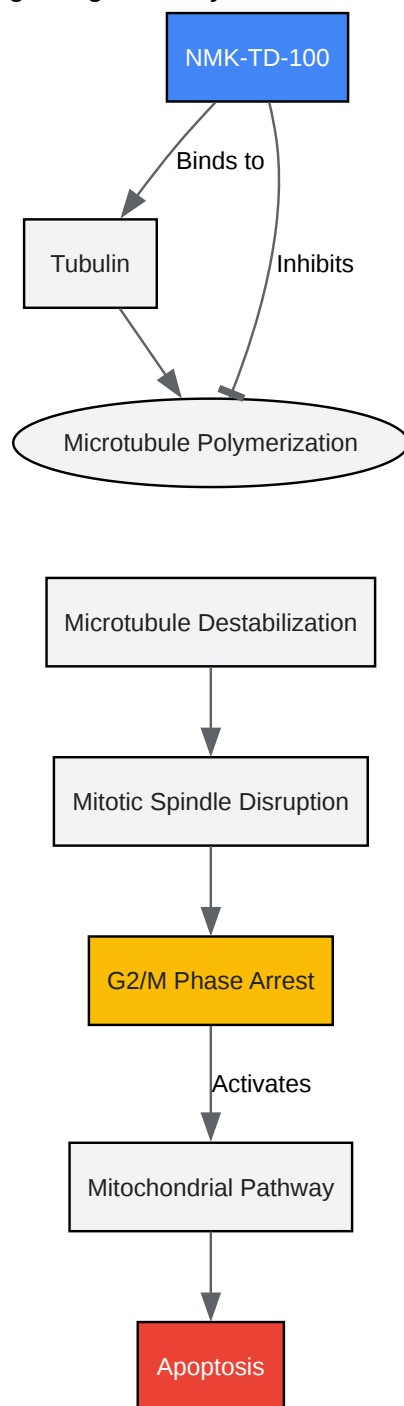 NMK-TD-100
Binds to
Tubulin
Inhibits
Microtubule Polymerization
Microtubule Destabilization
Mitotic Spindle Disruption
G2/M Phase Arrest
Activates
Mitochondrial Pathway
Apoptosis